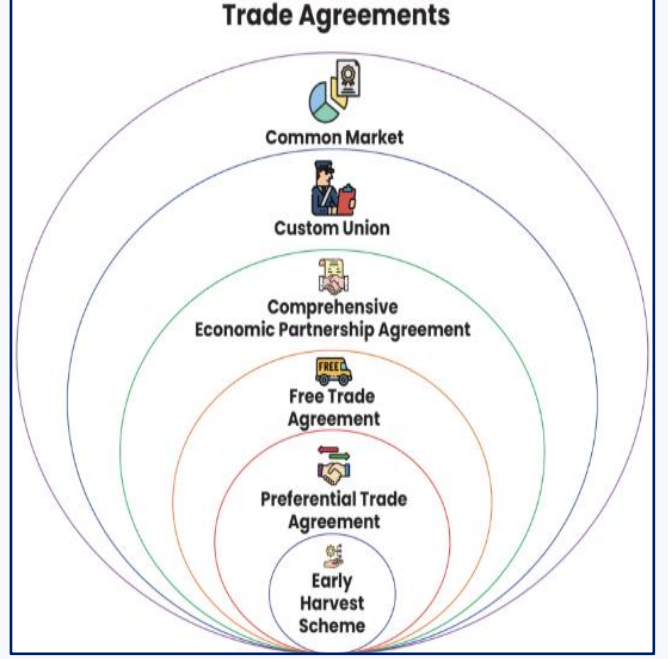 Trade Agreements
Common Market
Custom Union
Comprehensive
Economic Partnership Agreement
FREE
Free Trade
Agreement
Preferential Trade
Agreement
Early
Harvest
Scheme